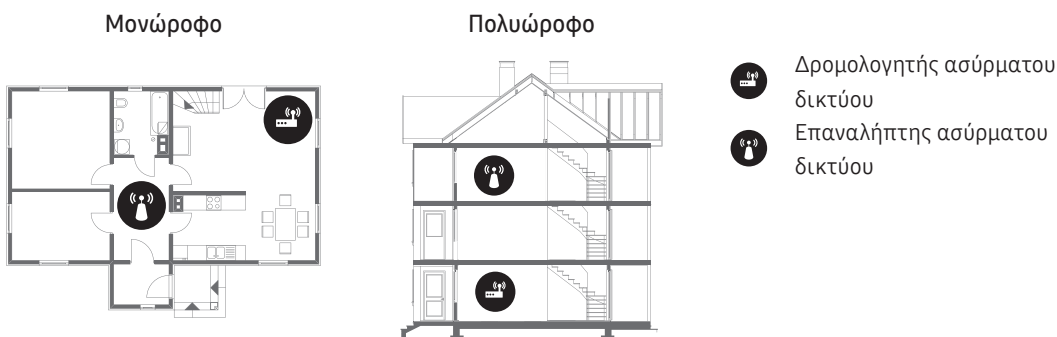 Μονώροφο
Πολυώροφο
Δρομολογητής ασύρματου
δικτύου
Επαναλήπτης ασύρματου
δικτύου